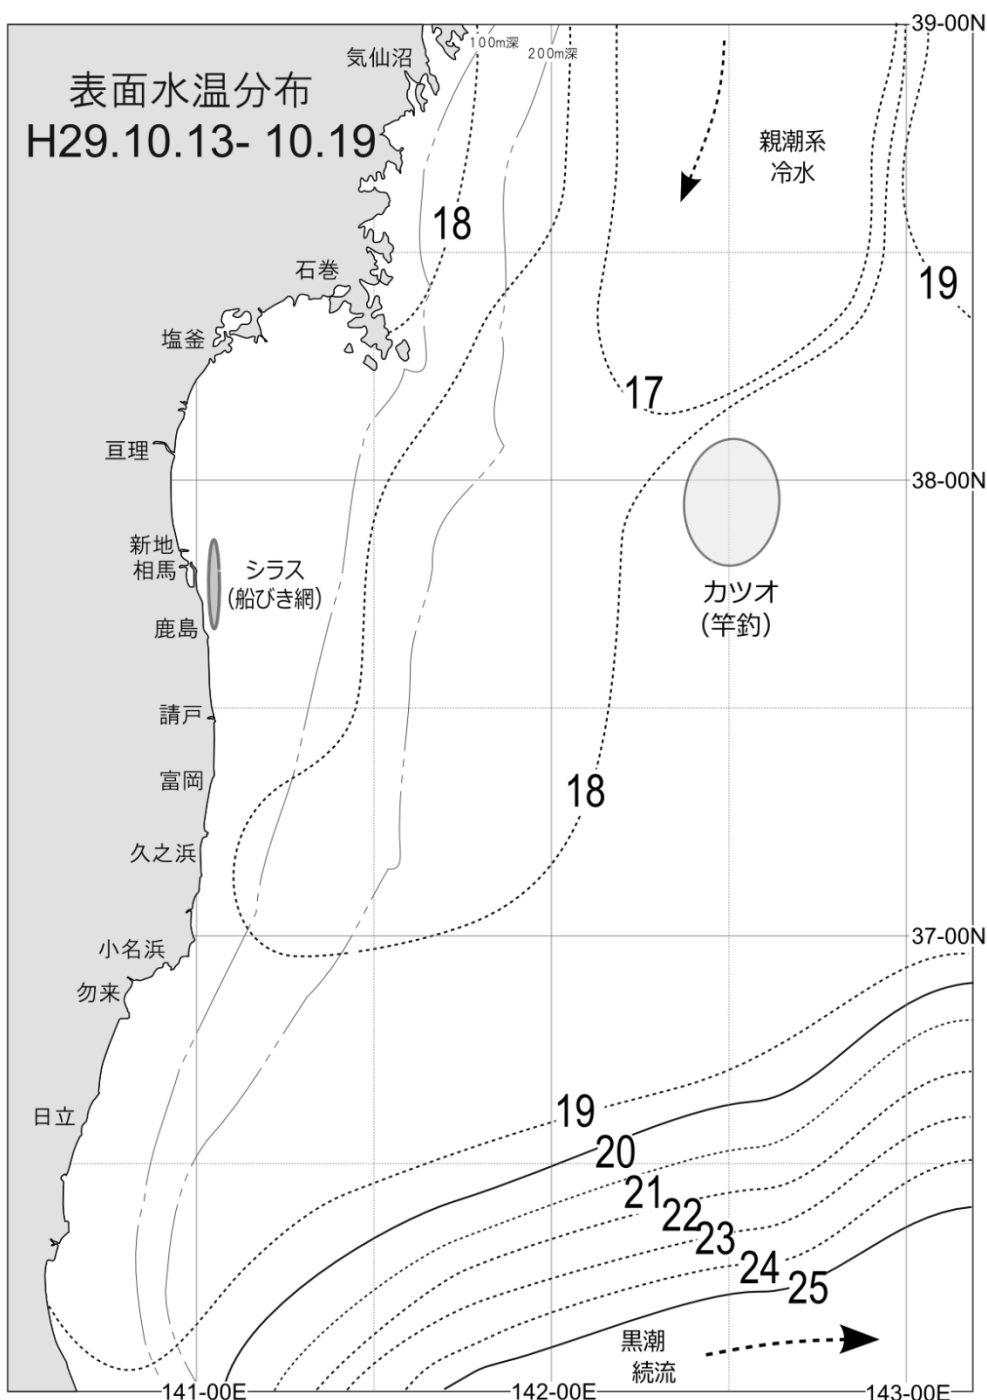 39-00N
100m深
200m深
気仙沼
表面水温分布
H29.10.13- 10.19
親潮系
冷水
18
石巻
19
塩釜
17
亘理
38-00N
新地
相馬
シラス
(船びき網)
カツオ
(竿釣)
鹿島
請戸
富岡
18
久之浜
37-00N
小名浜
勿来
日立
19
20
21
22
23
24
25
黒潮
続流
141-00E
142-00E
143-00E